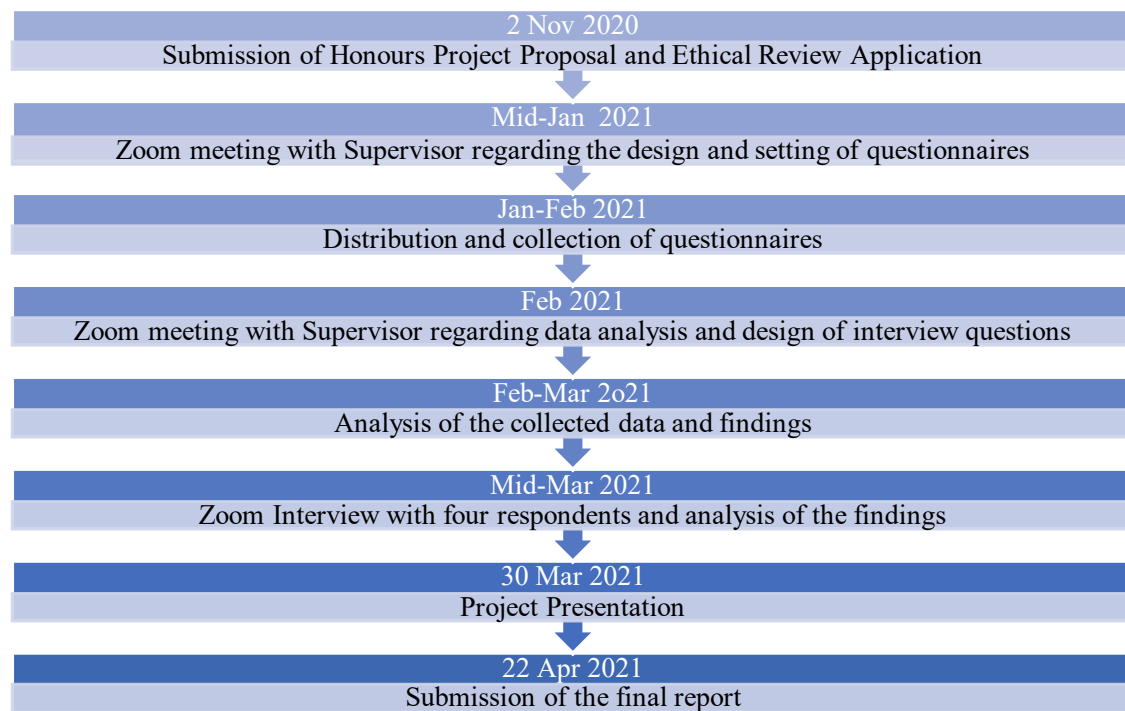 2 Nov 2020
Submission of Honours Project Proposal and Ethical Review Application
Mid-Jan 2021
Zoom meeting with Supervisor regarding the design and setting of questionnaires
Jan-Feb 2021
Distribution and collection of questionnaires
Feb 2021
Zoom meeting with Supervisor regarding data analysis and design of interview questions
Feb-Mar 2o21
Analysis of the collected data and findings
Mid-Mar 2021
Zoom Interview with four respondents and analysis of the findings
30 Mar 2021
Project Presentation
22 Apr 2021
Submission of the final report